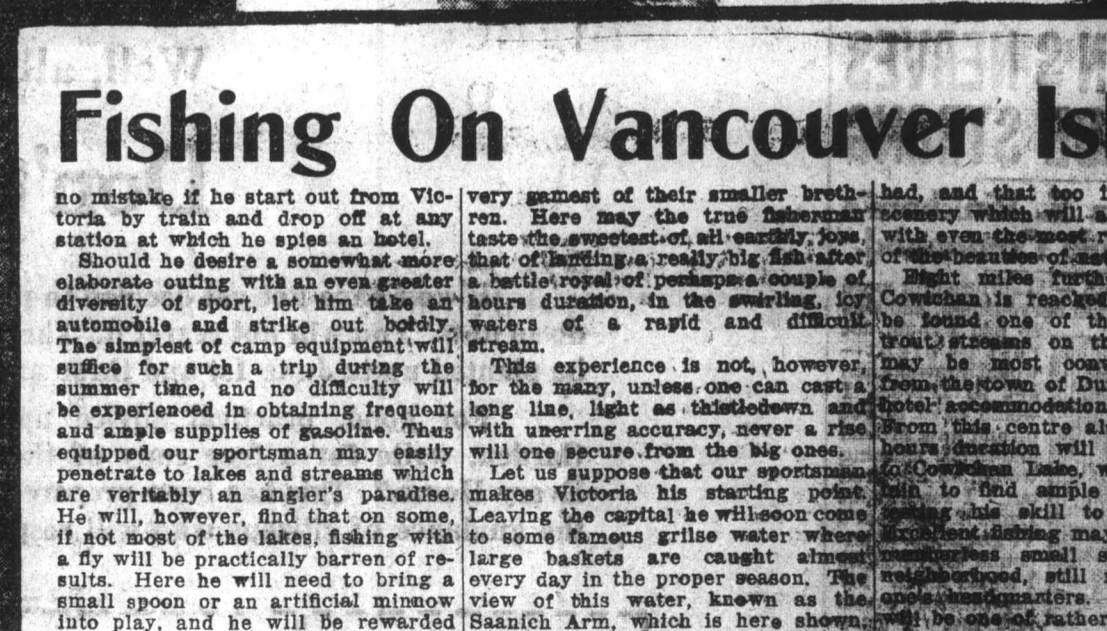 Fishing On Vancouver Is
no mistake if he start out from Vic-
toria by train and drop off at any
station at which he spies an hotel.
Should he desire a somewhat more
elaborate outing with an even greater
diversity of sport, let him take an
automobile and strike out boldly.
The simplest of camp equipment will
suffice for such a trip during the
summer time, and no difficulty will
be experienced in obtaining frequent
and ample supplies of gasoline. Thus
equipped our sportsman may easily
penetrate to lakes and streams which
are veritably an angler's paradise.
He will, however, find that on some,
if not most of the lakes, fishing with
a fly will be practically barren of re-
sults. Here he will need to bring a
small spoon or an artificial minnow
into play, and he will be rewarded
very gamest of their smaller breth-
ren. Here may the true fisherman
taste the sweetest of all earthly joys,
that of landing a really big fish after
a battle royal of perhaps a couple of
hours duration, in the swirling, icy
waters of a rapid and difficult
stream.
This experience is not, however,
for the many, unless one can cast a
long line, light as thistledown and
with unerring accuracy, never a rise
will one secure from the big ones.
Let us suppose that our sportsman
makes Victoria his starting point.
Leaving the capital he will soon come
to some famous grilse water where
large baskets are caught almost
every day in the proper season. The
view of this water, known as the
Saanich Arm, which is here shown,
had, and that too i
scenery which will a
with even the most r
of the beauties of nat
Eight miles furth
Cowichan is reached
be found one of th
trout streams on th
may be most conv
from the town of Du
hotel accommodation
From this centre al
hours duration will
to Cowichan Lake, w
to find ample
his skill to
Excellent fishing may
numberless small s
neighborhood, still
one's headquarters.
will be one of rather